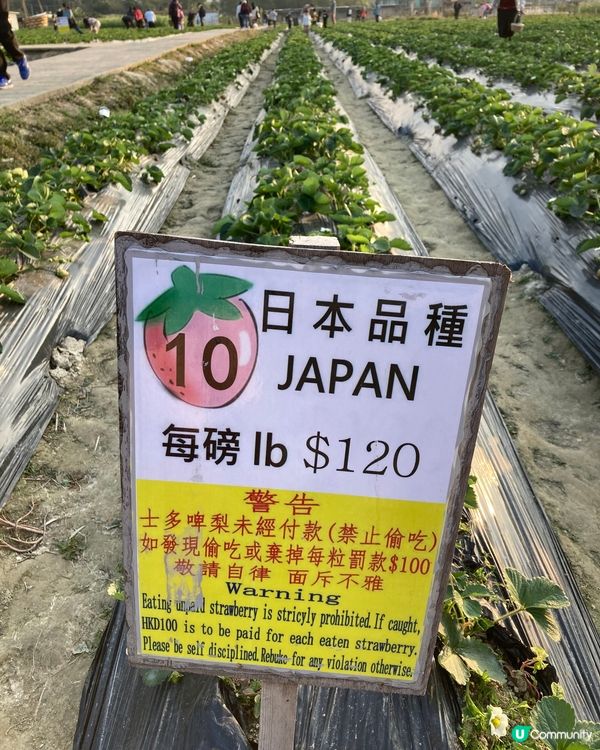 10
日本品種
JAPAN
每磅 lb $120
警告
士多啤梨未經付款(禁止偷吃)
如發現偷吃或棄掉每粒罰款$100
敬請自律 面斥不雅
Warning
Eating unpaid strawberry is stricyly prohibited. If caught,
HKD100 is to be paid for each eaten strawberry.
Please be self disciplined. Rebuke for any violation otherwise.
U Community